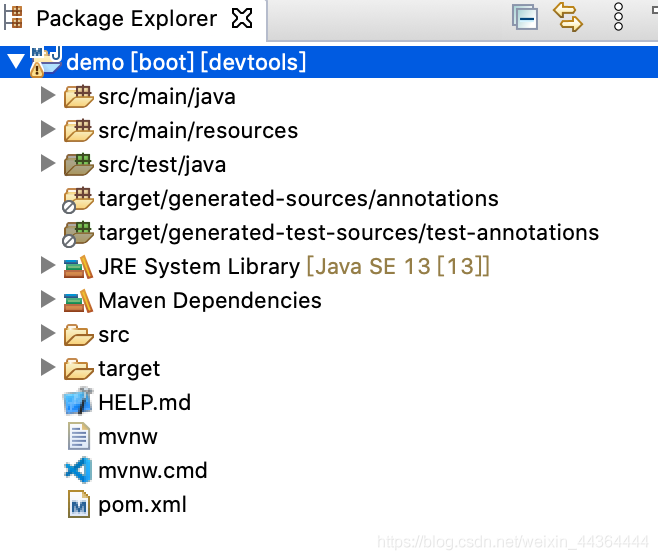 Package Explorer
demo [boot] [devtools]
src/main/java
src/main/resources
src/test/java
target/generated-sources/annotations
target/generated-test-sources/test-annotations
JRE System Library [Java SE 13 [13]]
Maven Dependencies
src
target
HELP.md
mvnw
mvnw.cmd
pom.xml
https://blog.csdn.net/weixin_44364444